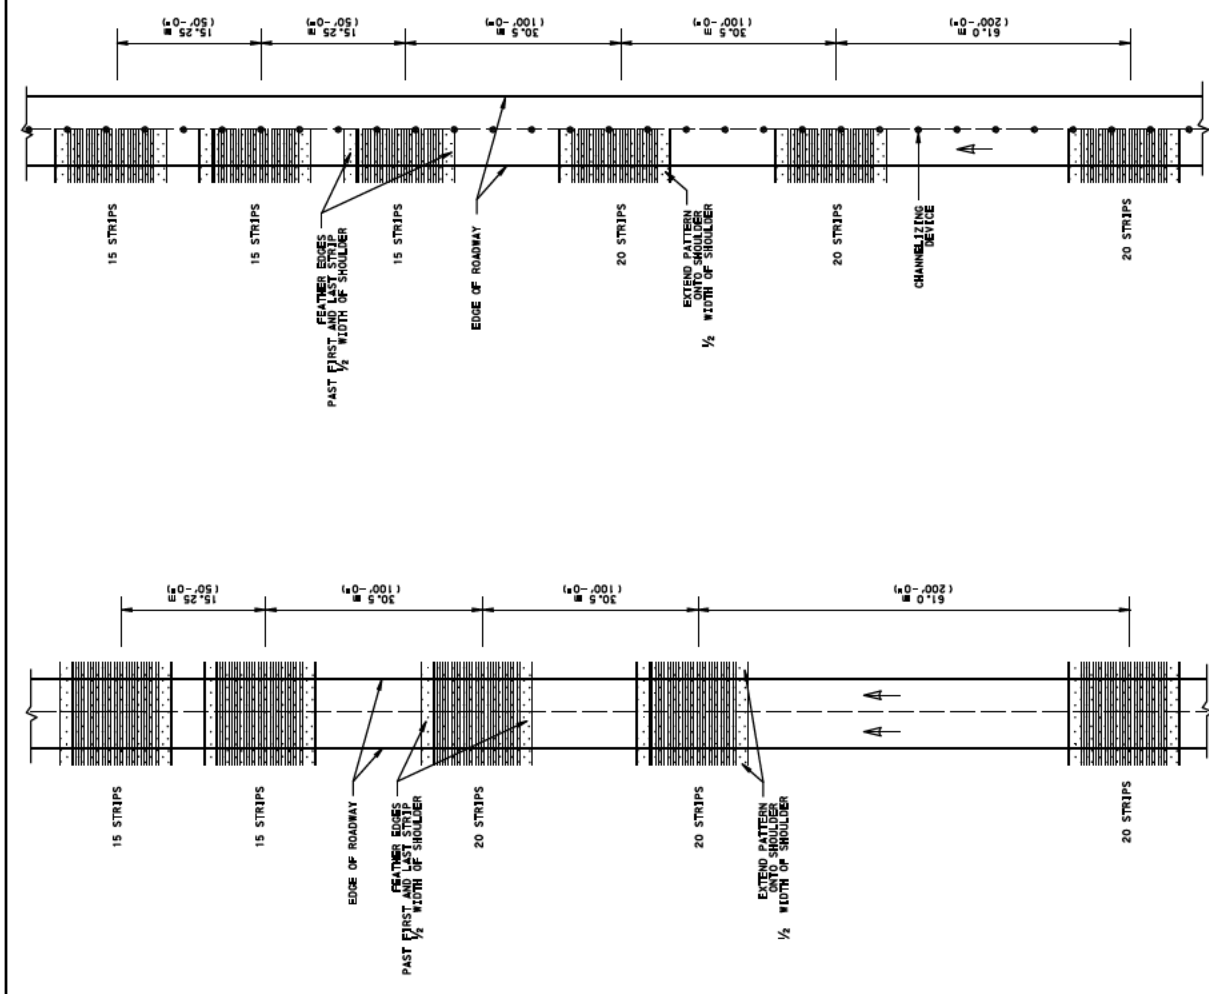 15.25 m
(50'-0")
15.25 m
(50'-0")
30.5 m
(100'-0")
30.5 m
(100'-0")
61.0 m
(200'-0")
15 STRIPS
15 STRIPS
15 STRIPS
20 STRIPS
20 STRIPS
20 STRIPS
FEATHER EDGES
PAST FIRST AND LAST STRIP
½ WIDTH OF SHOULDER
EDGE OF ROADWAY
EXTEND PATTERN
ONTO SHOULDER
½ WIDTH OF SHOULDER
CHANNELIZING
DEVICE
15.25 m
(50'-0")
30.5 m
(100'-0")
30.5 m
(100'-0")
61.0 m
(200'-0")
15 STRIPS
15 STRIPS
20 STRIPS
20 STRIPS
20 STRIPS
EDGE OF ROADWAY
FEATHER EDGES
PAST FIRST AND LAST STRIP
½ WIDTH OF SHOULDER
EXTEND PATTERN
ONTO SHOULDER
½ WIDTH OF SHOULDER